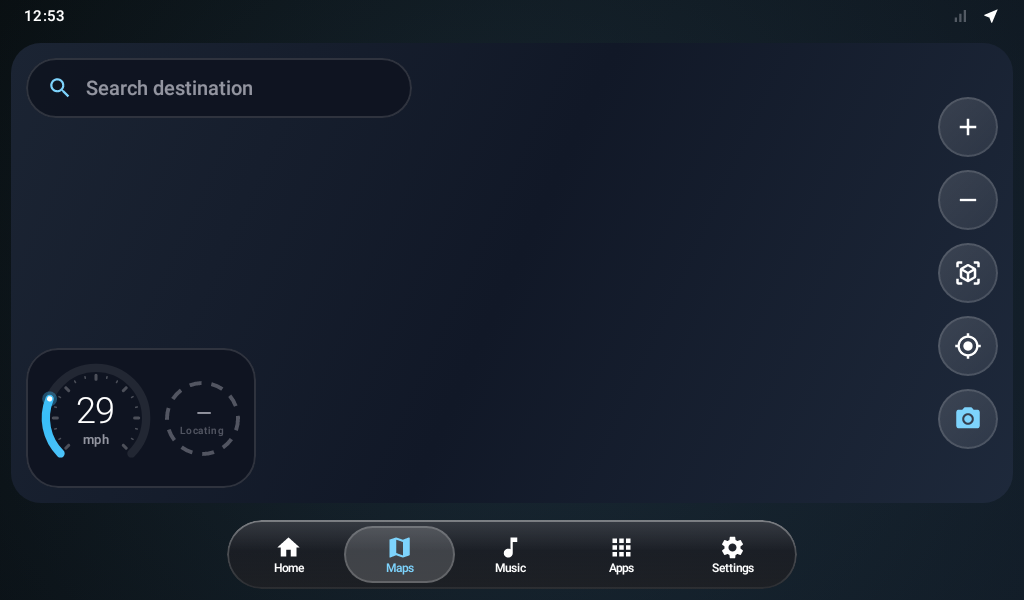 12:53
Search destination
29
mph
–
Locating
Home
Maps
Music
Apps
Settings